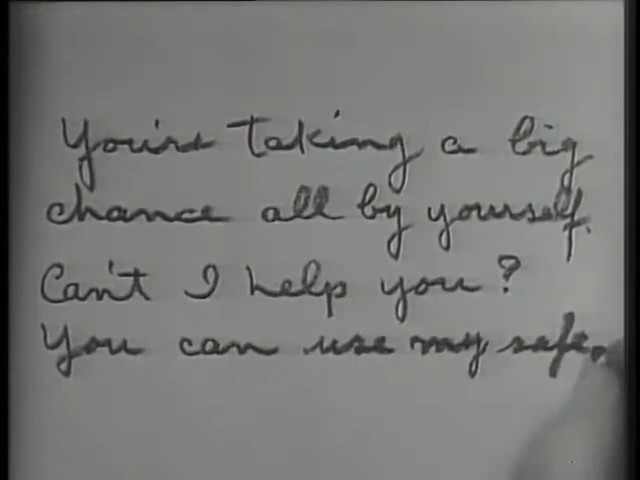 You're taking a big
chance all by yourself.
Can't I help you?
You can use my safe.